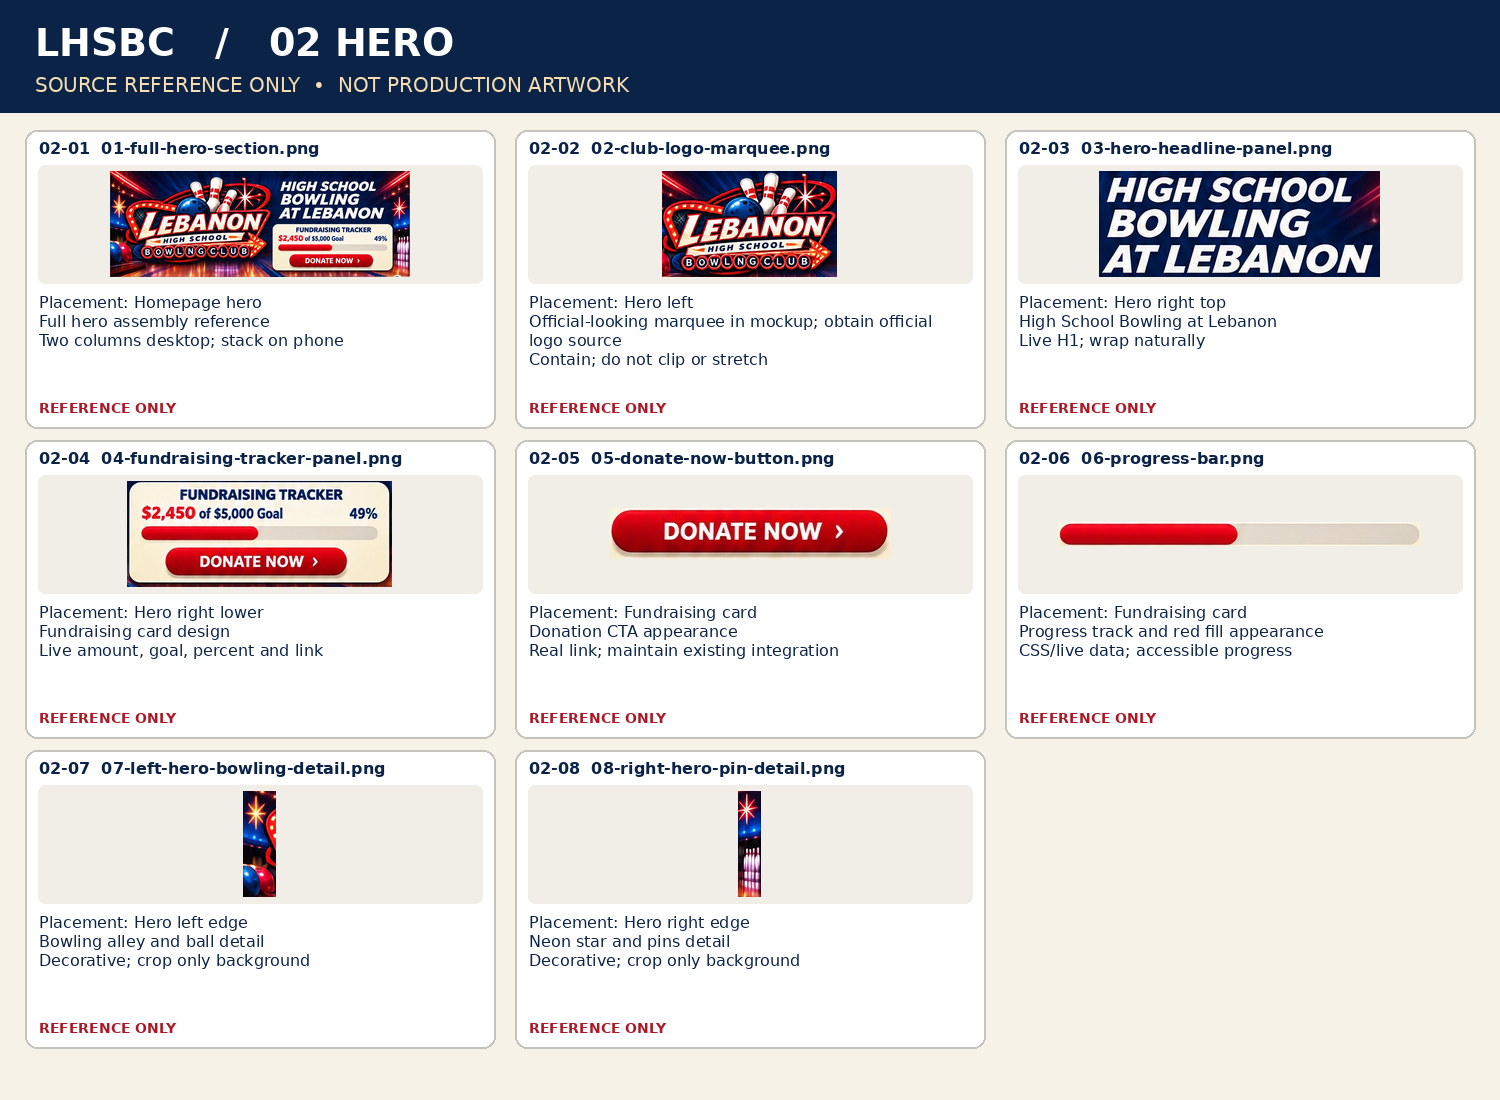 LHSBC / 02 HERO
SOURCE REFERENCE ONLY • NOT PRODUCTION ARTWORK
02-01 01-full-hero-section.png
LEBANON
HIGH SCHOOL
BOWLING CLUB
HIGH SCHOOL
BOWLING
AT LEBANON
FUNDRAISING TRACKER
$2,450 of $5,000 Goal 49%
DONATE NOW ›
Placement: Homepage hero
Full hero assembly reference
Two columns desktop; stack on phone
REFERENCE ONLY
02-02 02-club-logo-marquee.png
LEBANON
HIGH SCHOOL
BOWLING CLUB
Placement: Hero left
Official-looking marquee in mockup; obtain official
logo source
Contain; do not clip or stretch
REFERENCE ONLY
02-03 03-hero-headline-panel.png
HIGH SCHOOL
BOWLING
AT LEBANON
Placement: Hero right top
High School Bowling at Lebanon
Live H1; wrap naturally
REFERENCE ONLY
02-04 04-fundraising-tracker-panel.png
FUNDRAISING TRACKER
$2,450 of $5,000 Goal 49%
DONATE NOW ›
Placement: Hero right lower
Fundraising card design
Live amount, goal, percent and link
REFERENCE ONLY
02-05 05-donate-now-button.png
DONATE NOW ›
Placement: Fundraising card
Donation CTA appearance
Real link; maintain existing integration
REFERENCE ONLY
02-06 06-progress-bar.png
Placement: Fundraising card
Progress track and red fill appearance
CSS/live data; accessible progress
REFERENCE ONLY
02-07 07-left-hero-bowling-detail.png
Placement: Hero left edge
Bowling alley and ball detail
Decorative; crop only background
REFERENCE ONLY
02-08 08-right-hero-pin-detail.png
Placement: Hero right edge
Neon star and pins detail
Decorative; crop only background
REFERENCE ONLY